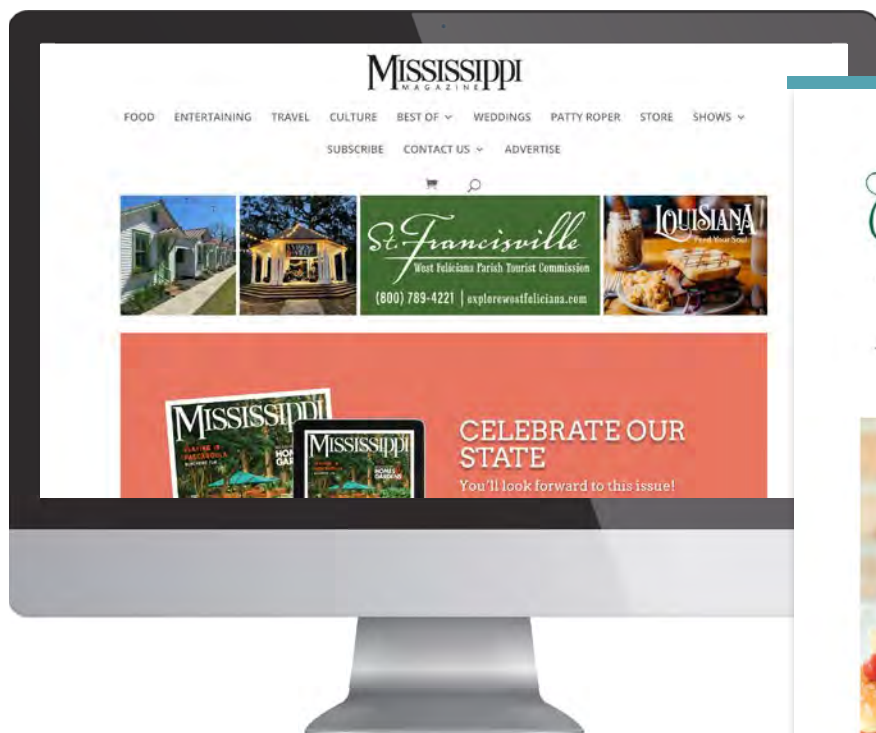 MISSISSIPPI
MAGAZINE
FOOD ENTERTAINING TRAVEL CULTURE BEST OF WEDDINGS PATTY ROPER STORE SHOWS
SUBSCRIBE CONTACT US ADVERTISE
St. Francisville
West Feliciana Parish Tourist Commission
(800) 789-4221 | explorewestfeliciana.com
LOUISIANA
Feed Your Soul
MISSISSIPPI
MISSISSIPPI
CELEBRATE OUR
STATE
You'll look forward to this issue!